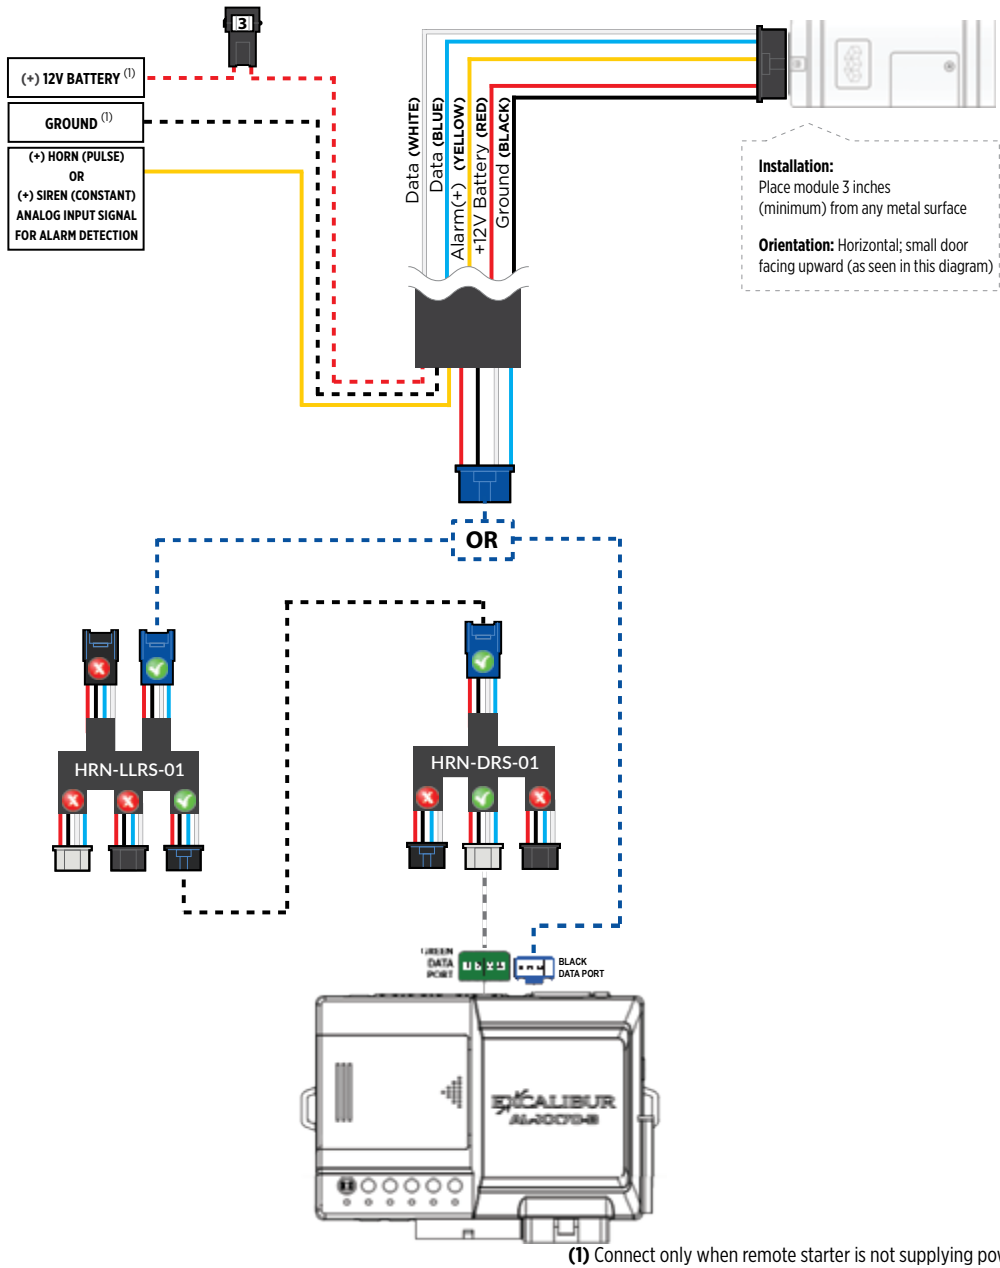 3
(+) 12V BATTERY (1)
GROUND (1)
(+) HORN (PULSE)
OR
(+) SIREN (CONSTANT)
ANALOG INPUT SIGNAL
FOR ALARM DETECTION
Data (WHITE)
Data (BLUE)
Alarm(+) (YELLOW)
+12V Battery (RED)
Ground (BLACK)
Installation:
Place module 3 inches
(minimum) from any metal surface
Orientation: Horizontal; small door
facing upward (as seen in this diagram)
OR
HRN-LLRS-01
HRN-DRS-01
GREEN
DATA
PORT
BLACK
DATA PORT
EXCALIBUR
(1) Connect only when remote starter is not supplying pow